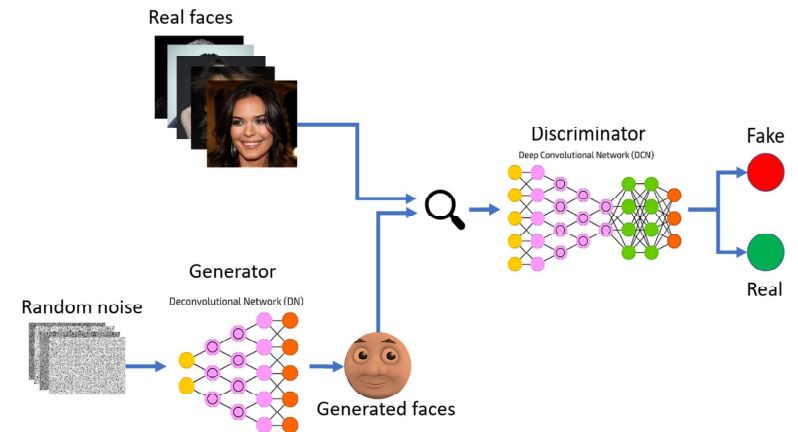 Real faces
Discriminator
Deep Convolutional Network (DCN)
Fake
Real
Generator
Deconvolutional Network (DN)
Random noise
Generated faces